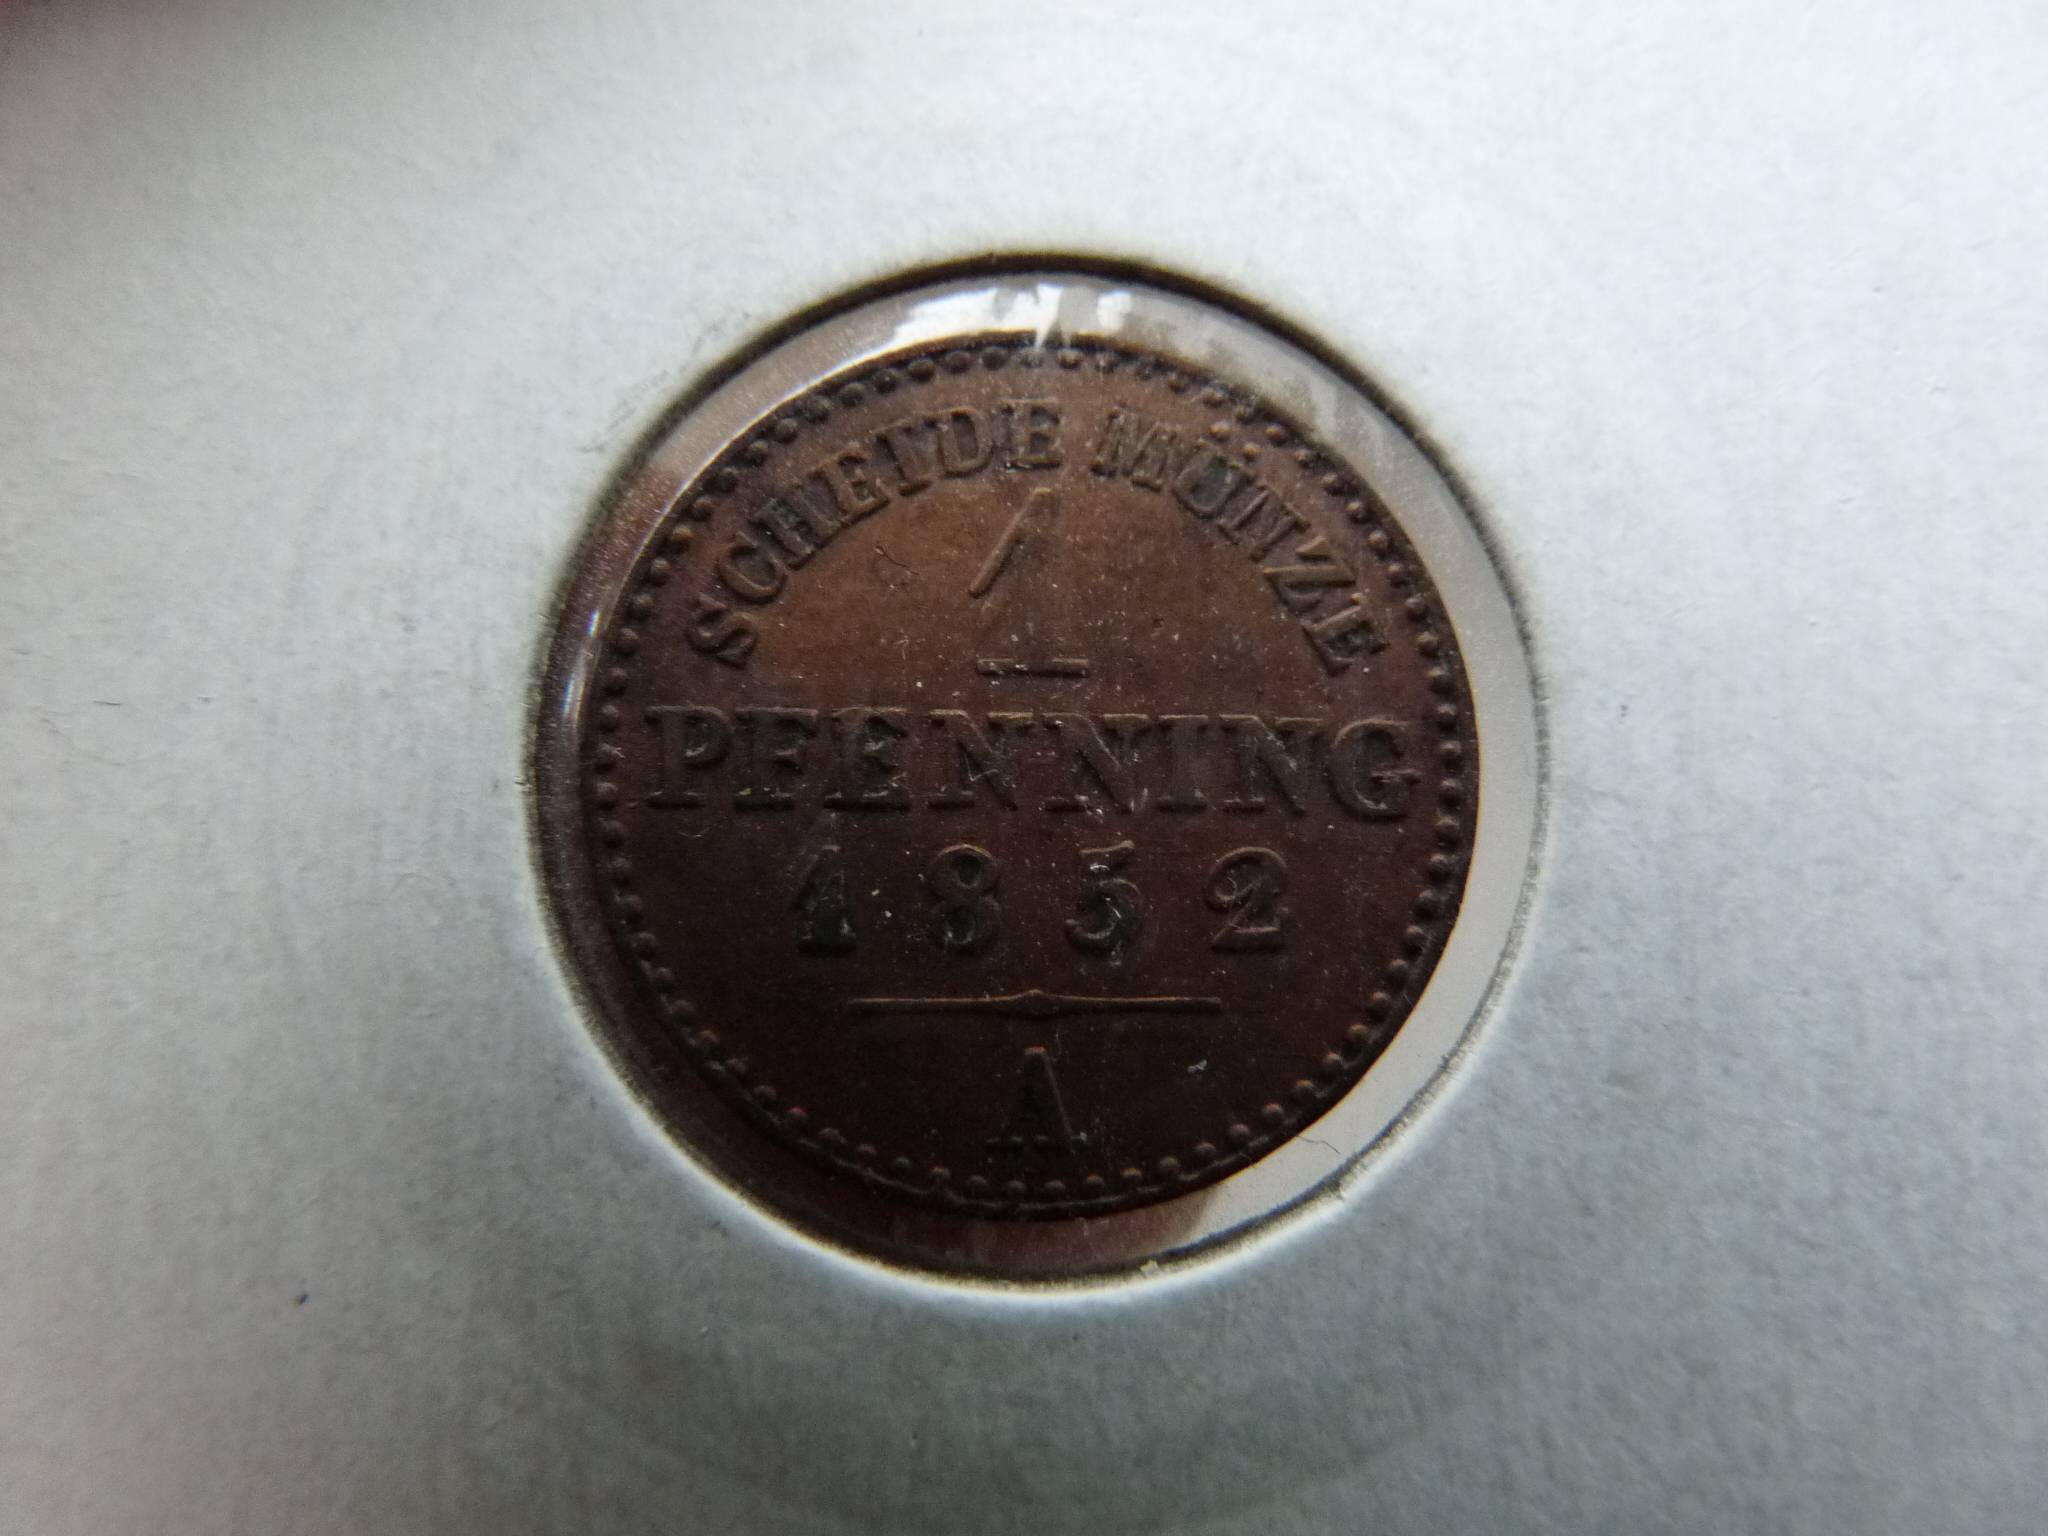 SCHEIDE MÜNZE
1
PFENNING
1852
A